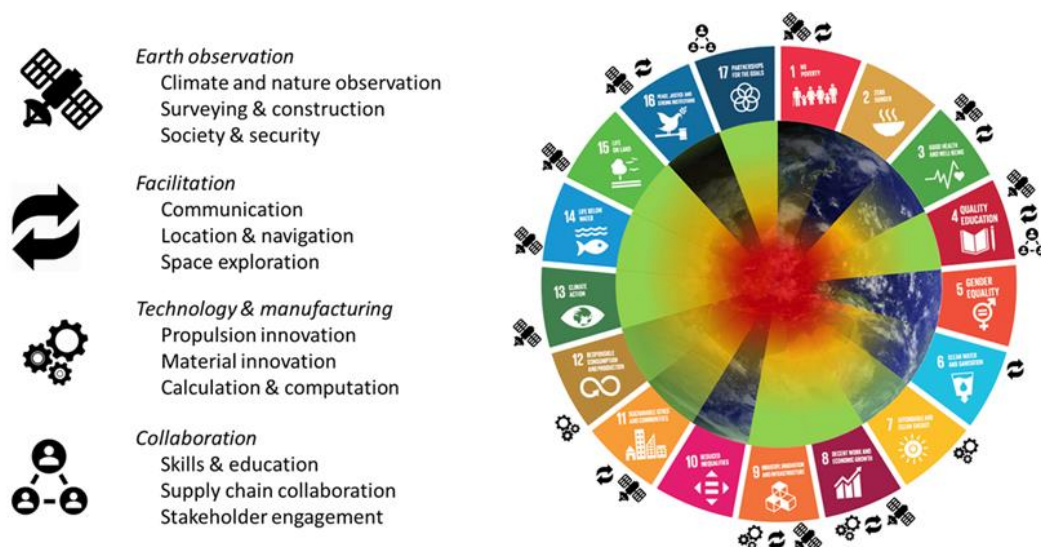 Earth observation
Climate and nature observation
Surveying & construction
Society & security
Facilitation
Communication
Location & navigation
Space exploration
Technology & manufacturing
Propulsion innovation
Material innovation
Calculation & computation
Collaboration
Skills & education
Supply chain collaboration
Stakeholder engagement
1 NO
POVERTY
2 ZERO
HUNGER
3 GOOD HEALTH
AND WELL-BEING
4 QUALITY
EDUCATION
5 GENDER
EQUALITY
6 CLEAN WATER
AND SANITATION
7 AFFORDABLE AND
CLEAN ENERGY
8 DECENT WORK AND
ECONOMIC GROWTH
9 INDUSTRY, INNOVATION
AND INFRASTRUCTURE
10 REDUCED
INEQUALITIES
11 SUSTAINABLE CITIES
AND COMMUNITIES
12 RESPONSIBLE
CONSUMPTION
AND PRODUCTION
13 CLIMATE
ACTION
14 LIFE BELOW
WATER
15 LIFE
ON LAND
16 PEACE, JUSTICE AND
STRONG INSTITUTIONS
17 PARTNERSHIPS
FOR THE GOALS